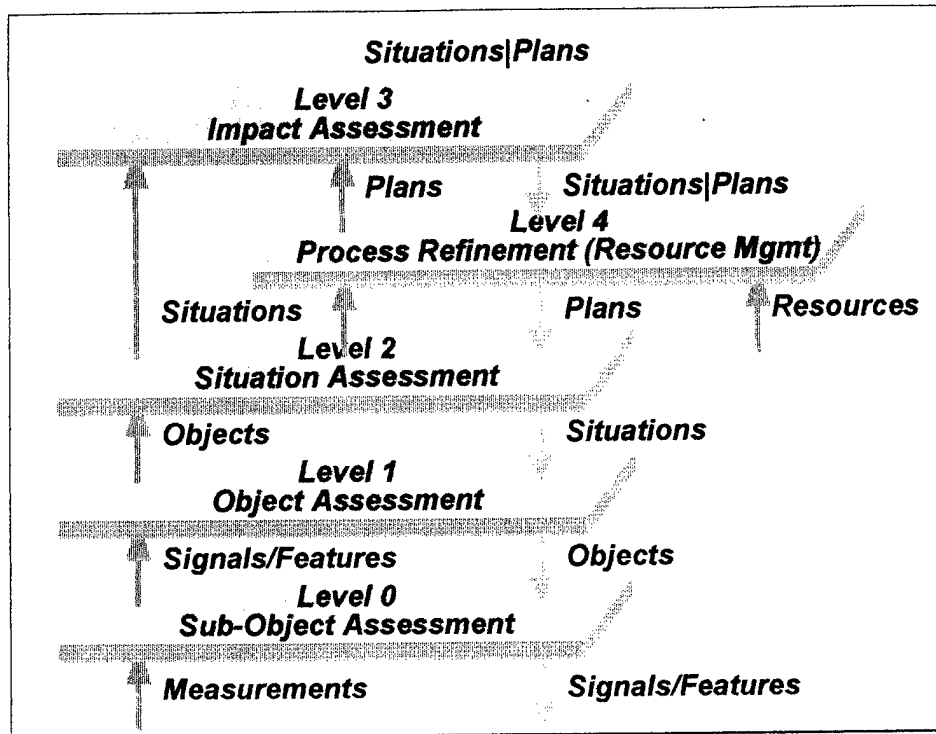 Situations|Plans
Level 3
Impact Assessment
Plans
Situations|Plans
Level 4
Process Refinement (Resource Mgmt)
Situations
Plans
Resources
Level 2
Situation Assessment
Objects
Situations
Level 1
Object Assessment
Signals/Features
Objects
Level 0
Sub-Object Assessment
Measurements
Signals/Features